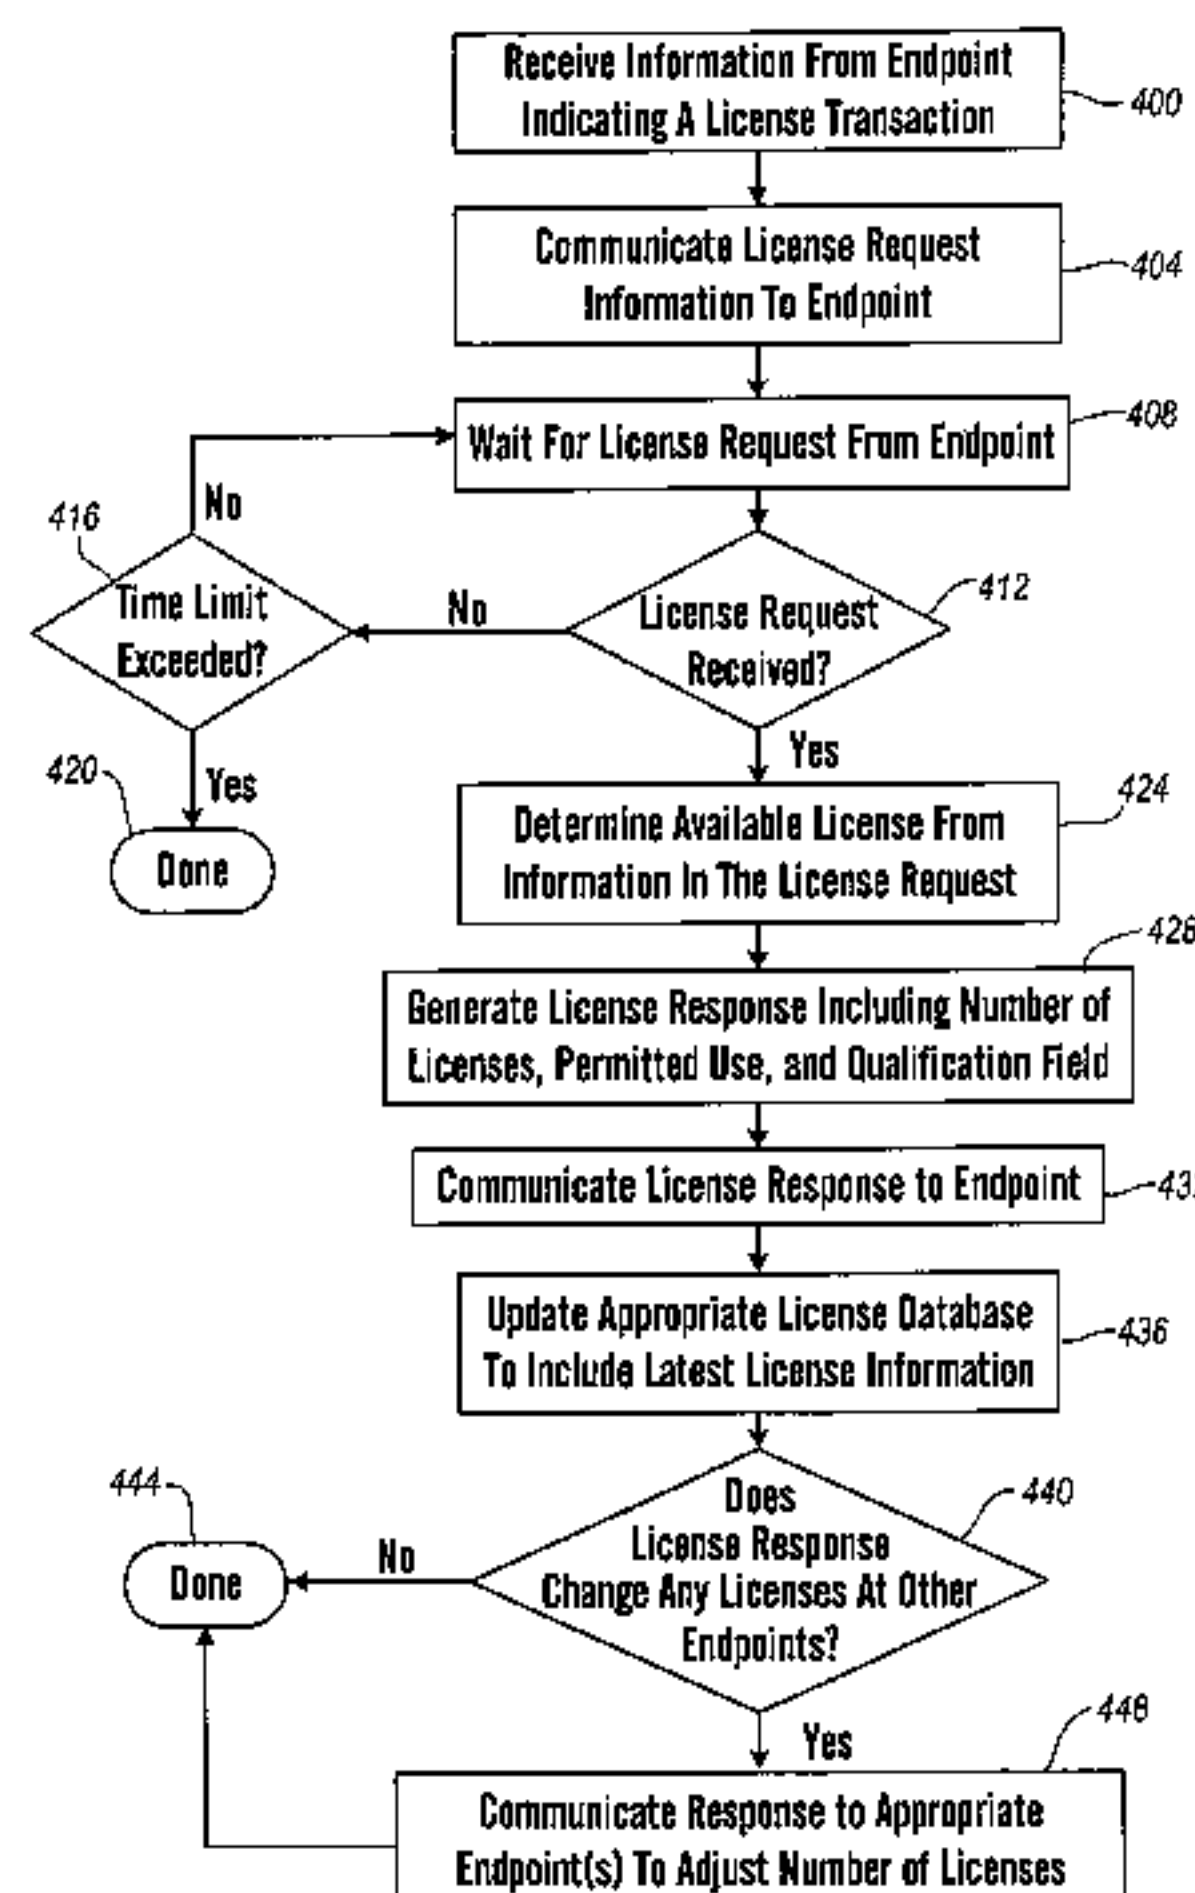 Receive Information From Endpoint
Indicating A License Transaction
400
Communicate License Request
Information To Endpoint
404
Wait For License Request From Endpoint
408
No
416
Time Limit
Exceeded?
No
License Request
Received?
412
Yes
420
Yes
Done
Determine Available License From
Information In The License Request
424
Generate License Response Including Number of
Licenses, Permitted Use, and Qualification Field
428
Communicate License Response to Endpoint
Update Appropriate License Database
To Include Latest License Information
436
Does
License Response
Change Any Licenses At Other
Endpoints?
440
444
No
Done
Yes
448
Communicate Response to Appropriate
Endpoint(s) To Adjust Number of Licenses